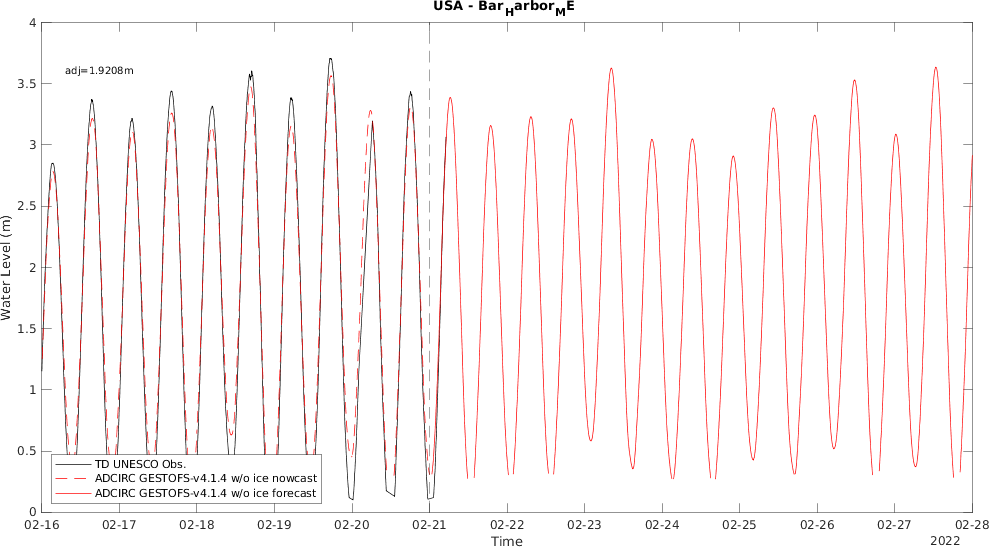 USA - Bar_Harbor_ME
4
adj=1.9208m
3.5
3
2.5
2
1.5
1
0.5
0
Water Level (m)
TD UNESCO Obs.
ADCIRC GESTOFS-v4.1.4 w/o ice nowcast
ADCIRC GESTOFS-v4.1.4 w/o ice forecast
02-16 02-17 02-18 02-19 02-20 02-21 02-22 02-23 02-24 02-25 02-26 02-27 02-28
Time
2022